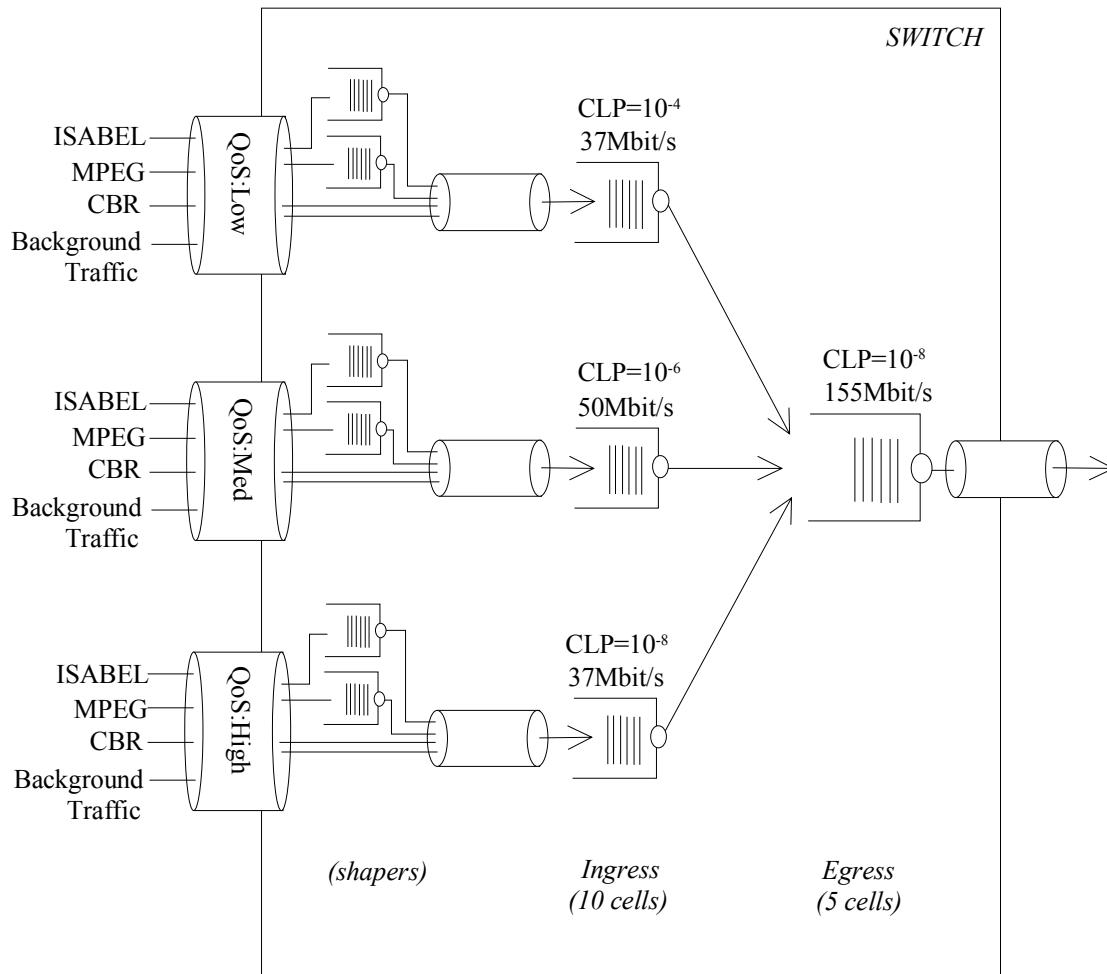 SWITCH
CLP=10⁻⁴
37Mbit/s
ISABEL
MPEG
CBR
Background
Traffic
QoS:Low
CLP=10⁻⁶
50Mbit/s
CLP=10⁻⁸
155Mbit/s
ISABEL
MPEG
CBR
Background
Traffic
QoS:Med
CLP=10⁻⁸
37Mbit/s
ISABEL
MPEG
CBR
Background
Traffic
QoS:High
(shapers)
Ingress
(10 cells)
Egress
(5 cells)